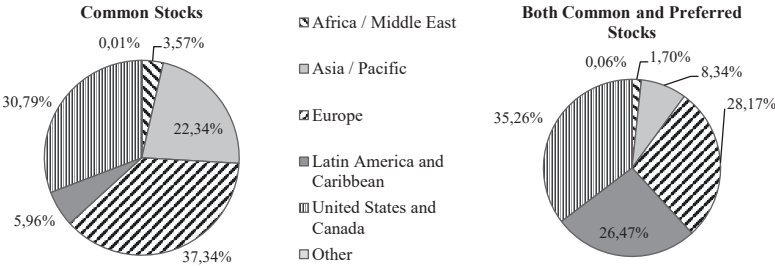 Common Stocks
0,01%
3,57%
30,79%
22,34%
5,96%
37,34%
Africa / Middle East
Asia / Pacific
Europe
Latin America and
Caribbean
United States and
Canada
Other
Both Common and Preferred
Stocks
0,06%
1,70%
8,34%
35,26%
28,17%
26,47%